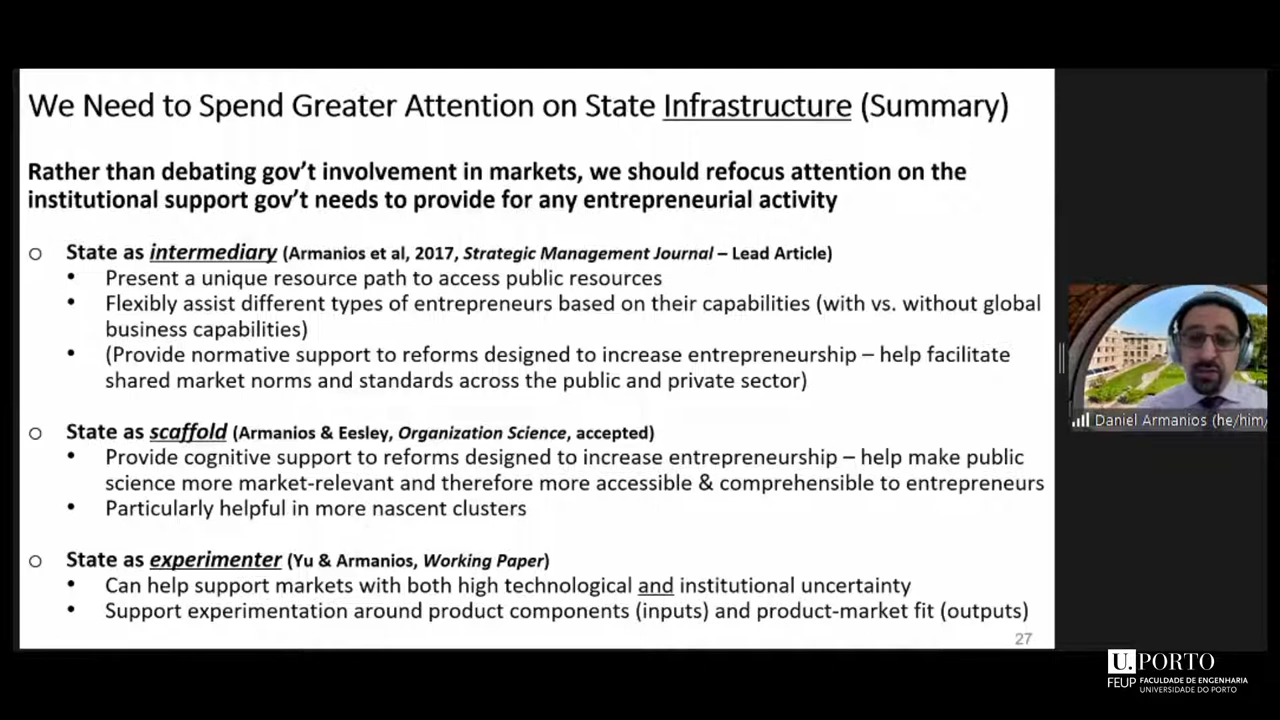 We Need to Spend Greater Attention on State Infrastructure (Summary)
Rather than debating gov't involvement in markets, we should refocus attention on the
institutional support gov't needs to provide for any entrepreneurial activity
o State as intermediary (Armanios et al, 2017, Strategic Management Journal – Lead Article)
• Present a unique resource path to access public resources
• Flexibly assist different types of entrepreneurs based on their capabilities (with vs. without global
business capabilities)
• (Provide normative support to reforms designed to increase entrepreneurship – help facilitate
shared market norms and standards across the public and private sector)
o State as scaffold (Armanios & Eesley, Organization Science, accepted)
• Provide cognitive support to reforms designed to increase entrepreneurship – help make public
science more market-relevant and therefore more accessible & comprehensible to entrepreneurs
• Particularly helpful in more nascent clusters
o State as experimenter (Yu & Armanios, Working Paper)
• Can help support markets with both high technological and institutional uncertainty
• Support experimentation around product components (inputs) and product-market fit (outputs)
27
Daniel Armanios (he/him/
U.PORTO
FEUP FACULDADE DE ENGENHARIA
UNIVERSIDADE DO PORTO